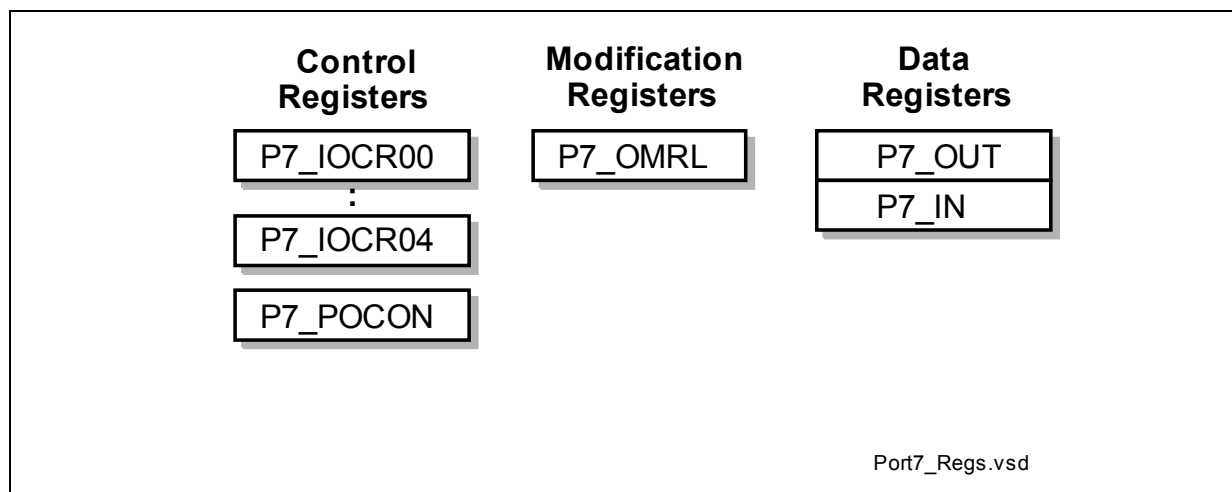 Control
Registers
P7_IOCR00
:
P7_IOCR04
P7_POCON
Modification
Registers
P7_OMRL
Data
Registers
P7_OUT
P7_IN
Port7_Regs.vsd